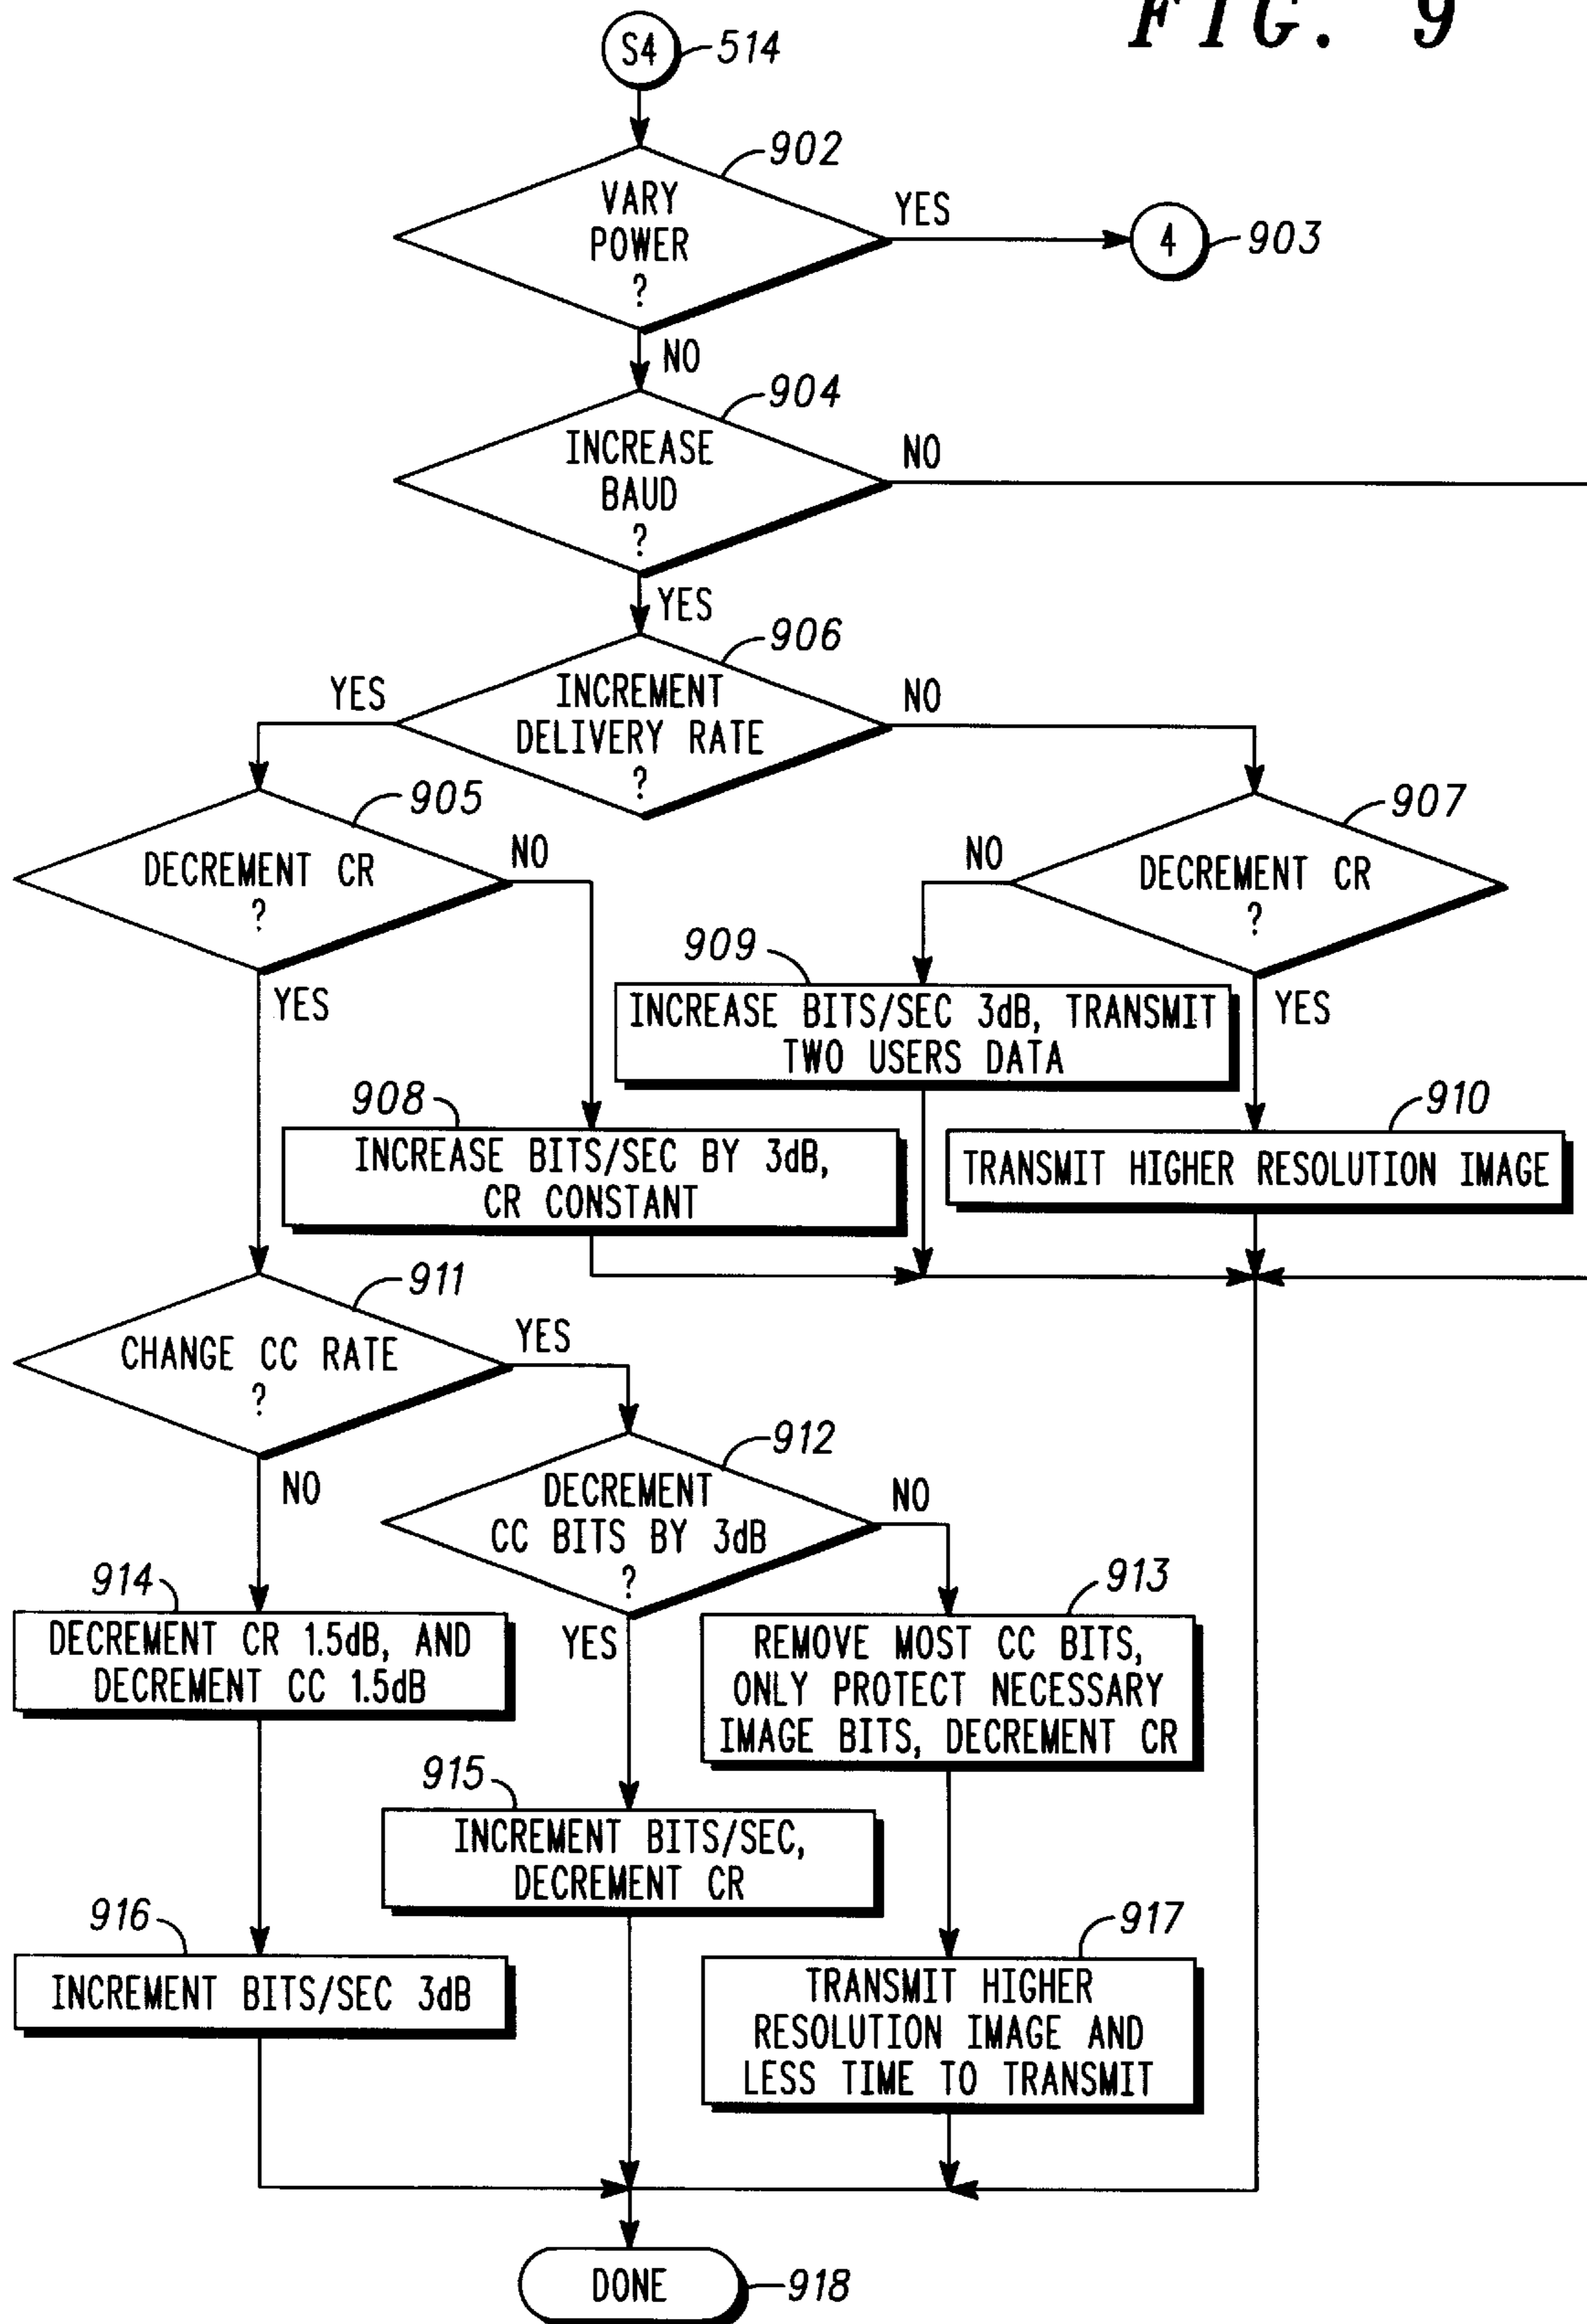 FIG. 9
S4
514
902
VARY
POWER
?
YES
4
903
NO
904
INCREASE
BAUD
?
NO
YES
906
INCREMENT
DELIVERY RATE
?
YES
NO
905
DECREMENT CR
?
NO
YES
907
DECREMENT CR
?
NO
YES
909
INCREASE BITS/SEC 3dB, TRANSMIT
TWO USERS DATA
908
INCREASE BITS/SEC BY 3dB,
CR CONSTANT
910
TRANSMIT HIGHER RESOLUTION IMAGE
911
CHANGE CC RATE
?
YES
NO
912
DECREMENT
CC BITS BY 3dB
?
NO
YES
914
DECREMENT CR 1.5dB, AND
DECREMENT CC 1.5dB
913
REMOVE MOST CC BITS,
ONLY PROTECT NECESSARY
IMAGE BITS, DECREMENT CR
915
INCREMENT BITS/SEC,
DECREMENT CR
916
INCREMENT BITS/SEC 3dB
917
TRANSMIT HIGHER
RESOLUTION IMAGE AND
LESS TIME TO TRANSMIT
DONE
918